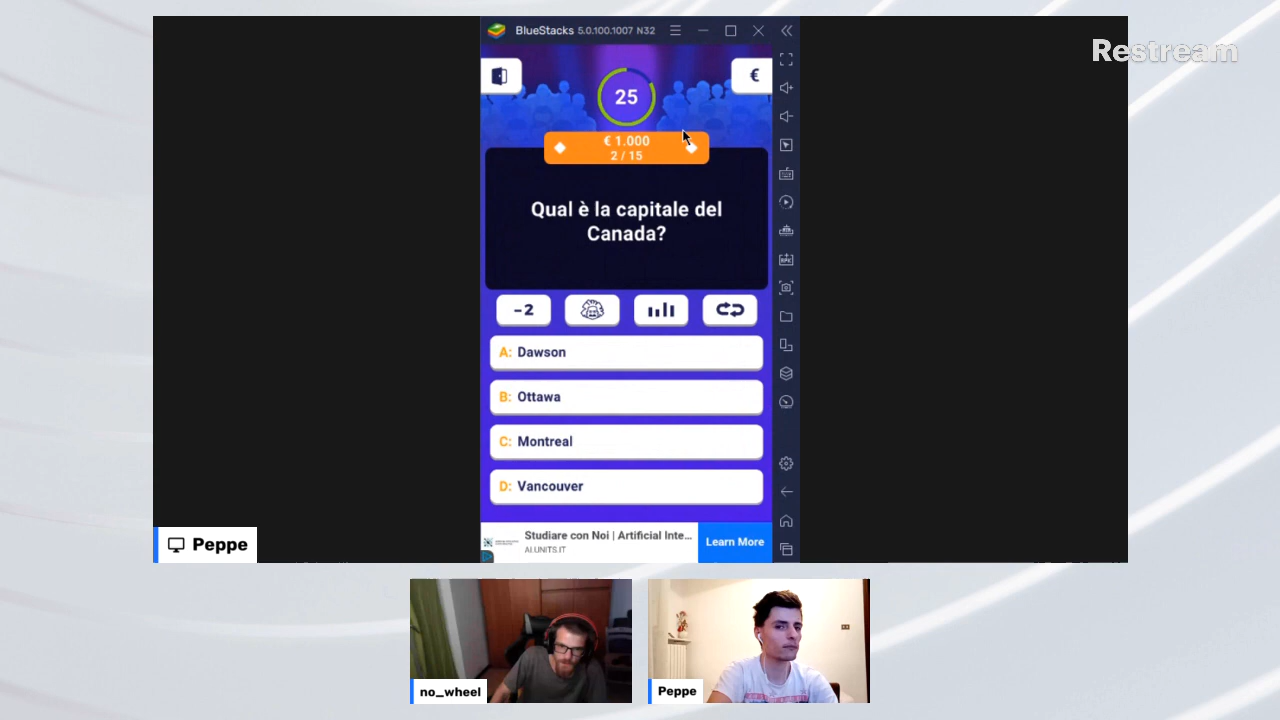 BlueStacks 5.0.100.1007 N32
Restream
€
25
€ 1.000
2 / 15
Qual è la capitale del
Canada?
-2
A: Dawson
B: Ottawa
C: Montreal
D: Vancouver
Studiare con Noi | Artificial Inte...
AI.UNITS.IT
Learn More
Peppe
no_wheel
Peppe